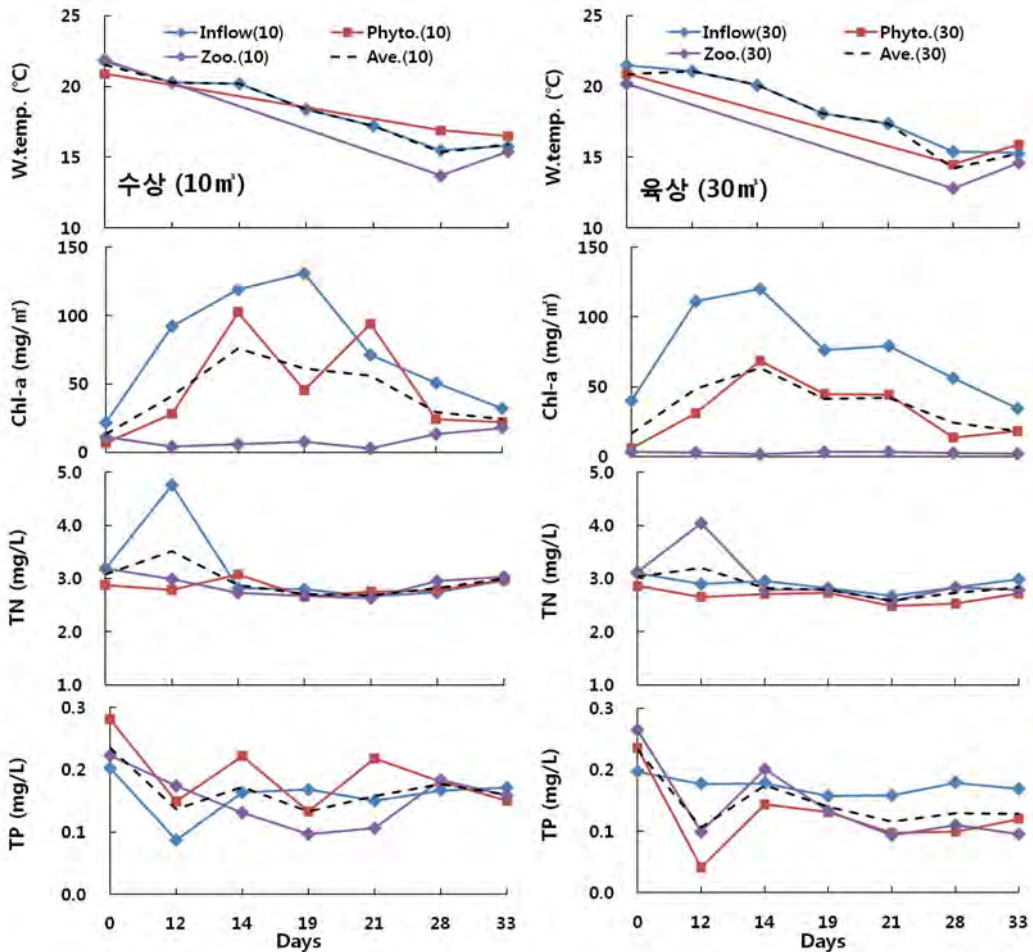 W.temp. (℃)
25
20
15
10
Inflow(10)
Phyto.(10)
Zoo.(10)
Ave.(10)
수상 (10㎥)
W.temp. (℃)
25
20
15
10
Inflow(30)
Phyto.(30)
Zoo.(30)
Ave.(30)
육상 (30㎥)
Chl-a (mg/㎥)
150
100
50
0
Chl-a (mg/㎥)
150
100
50
0
TN (mg/L)
5.0
4.0
3.0
2.0
1.0
TN (mg/L)
5.0
4.0
3.0
2.0
1.0
TP (mg/L)
0.3
0.2
0.1
0.0
0 12 14 19 21 28 33
Days
TP (mg/L)
0.3
0.2
0.1
0.0
0 12 14 19 21 28 33
Days